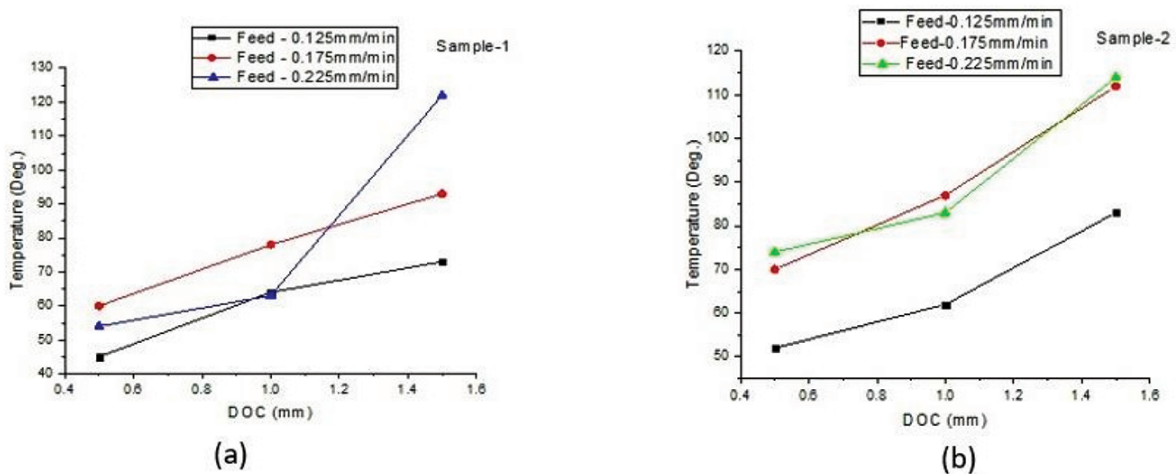 Feed - 0.125mm/min
Feed - 0.175mm/min
Feed - 0.225mm/min
Sample-1
130
120
110
100
90
80
70
60
50
40
Temperature (Deg.)
0.4 0.6 0.8 1.0 1.2 1.4 1.6
DOC (mm)
(a)
Feed-0.125mm/min
Feed-0.175mm/min
Feed-0.225mm/min
Sample-2
120
110
100
90
80
70
60
50
Temperature (Deg.)
0.4 0.6 0.8 1.0 1.2 1.4 1.6
DOC (mm)
(b)